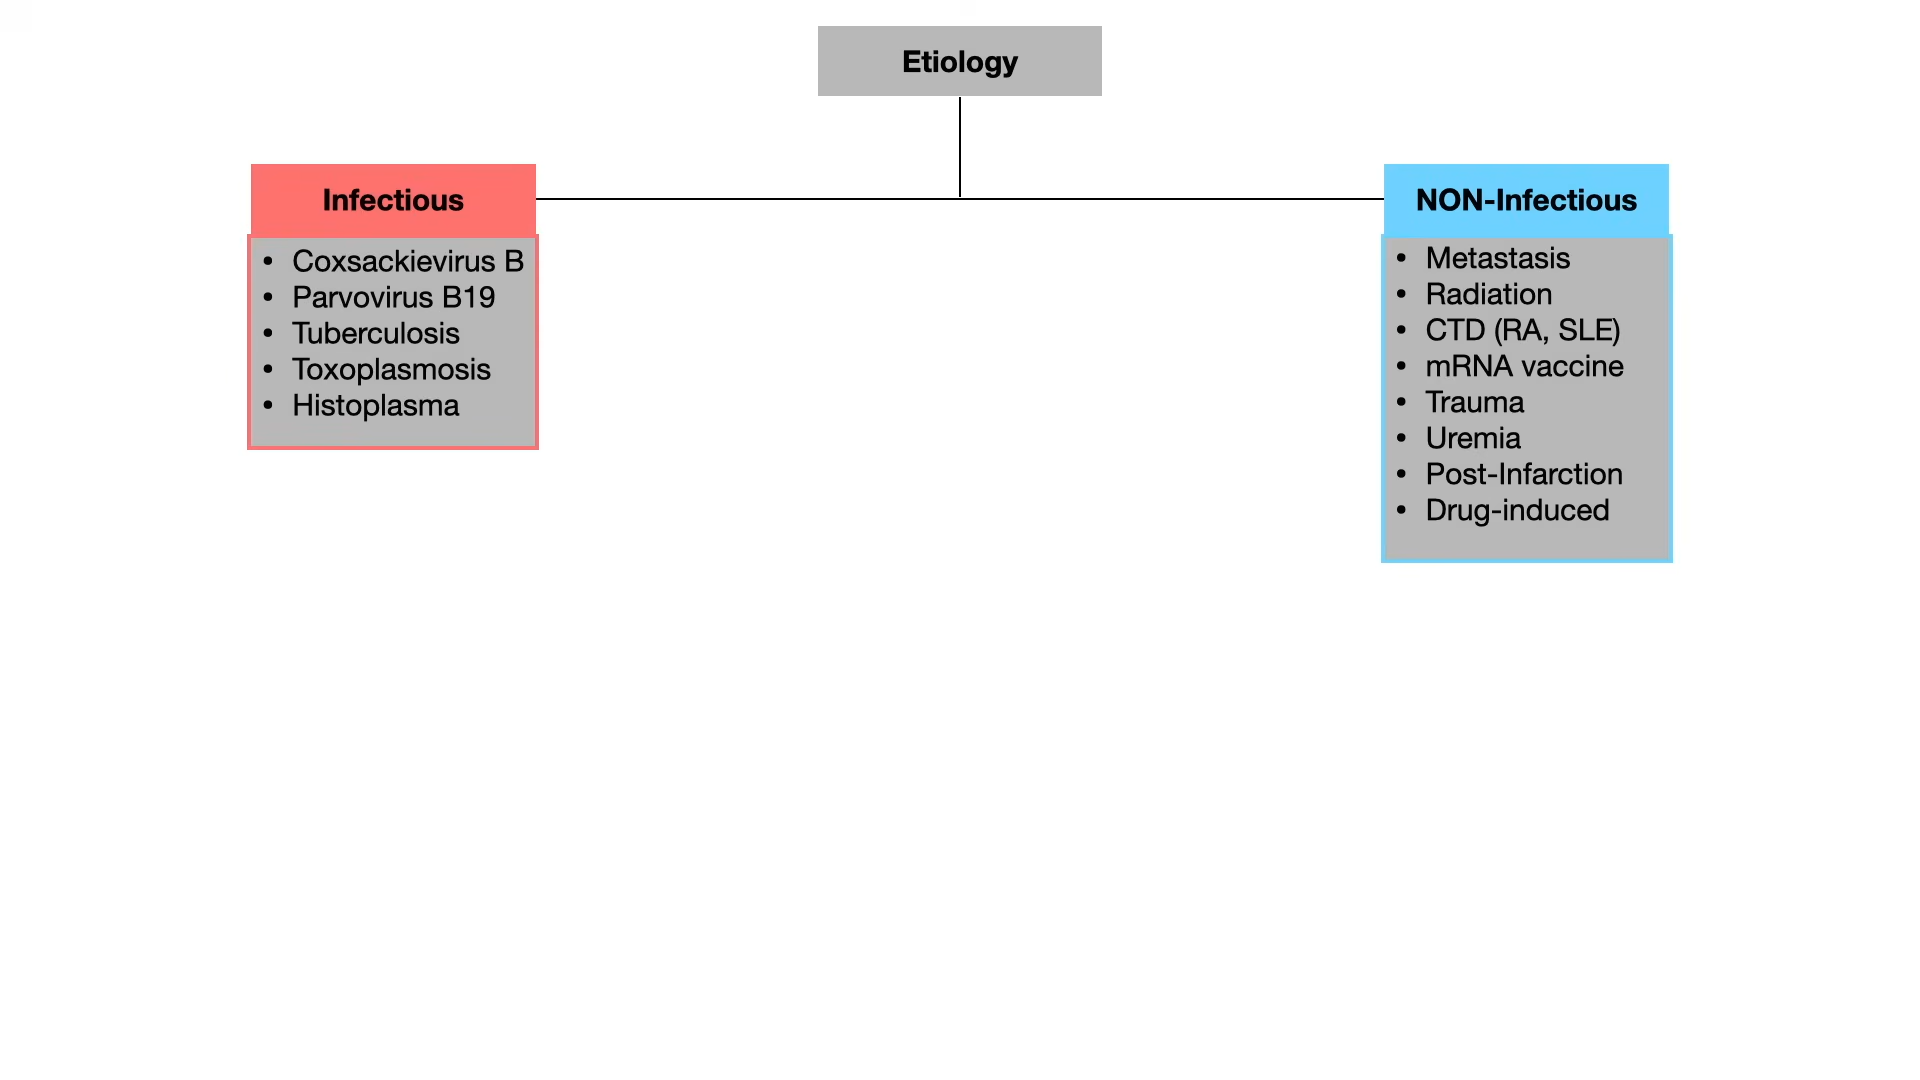 Etiology
Infectious
• Coxsackievirus B
• Parvovirus B19
• Tuberculosis
• Toxoplasmosis
• Histoplasma
NON-Infectious
• Metastasis
• Radiation
• CTD (RA, SLE)
• mRNA vaccine
• Trauma
• Uremia
• Post-Infarction
• Drug-induced